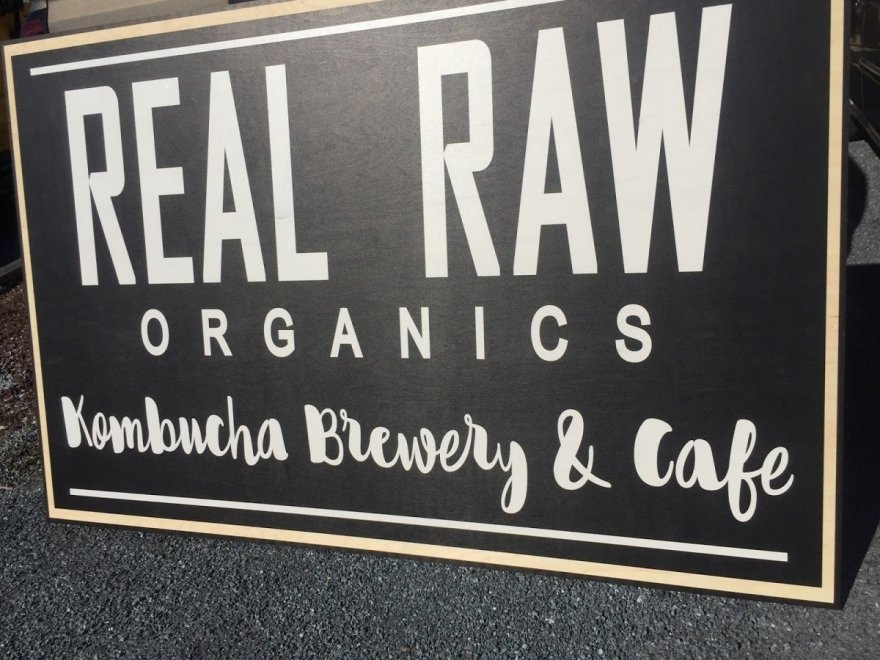 REAL RAW
ORGANICS
Kombucha Brewery & Cafe